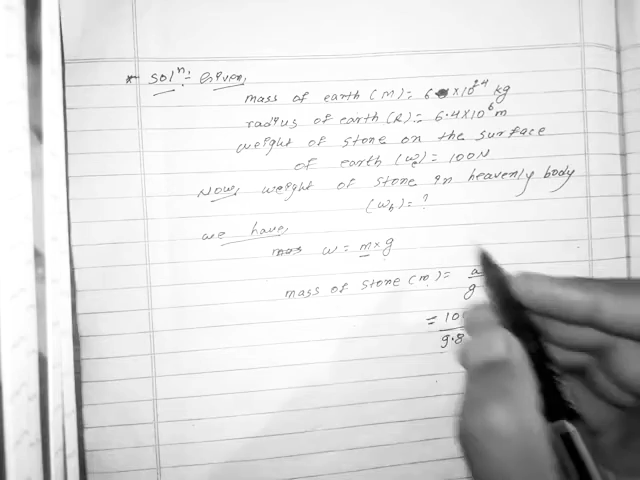 * Solⁿ: Given,
mass of earth (M) = 6 × 10²⁴ kg
radius of earth (R) = 6.4 × 10⁶ m
weight of stone on the surface
of earth (we) = 100N
Now, weight of stone in heavenly body
(wh) = ?
we have,
w = m × g
mass of stone (m) =
g
= 10
9.8